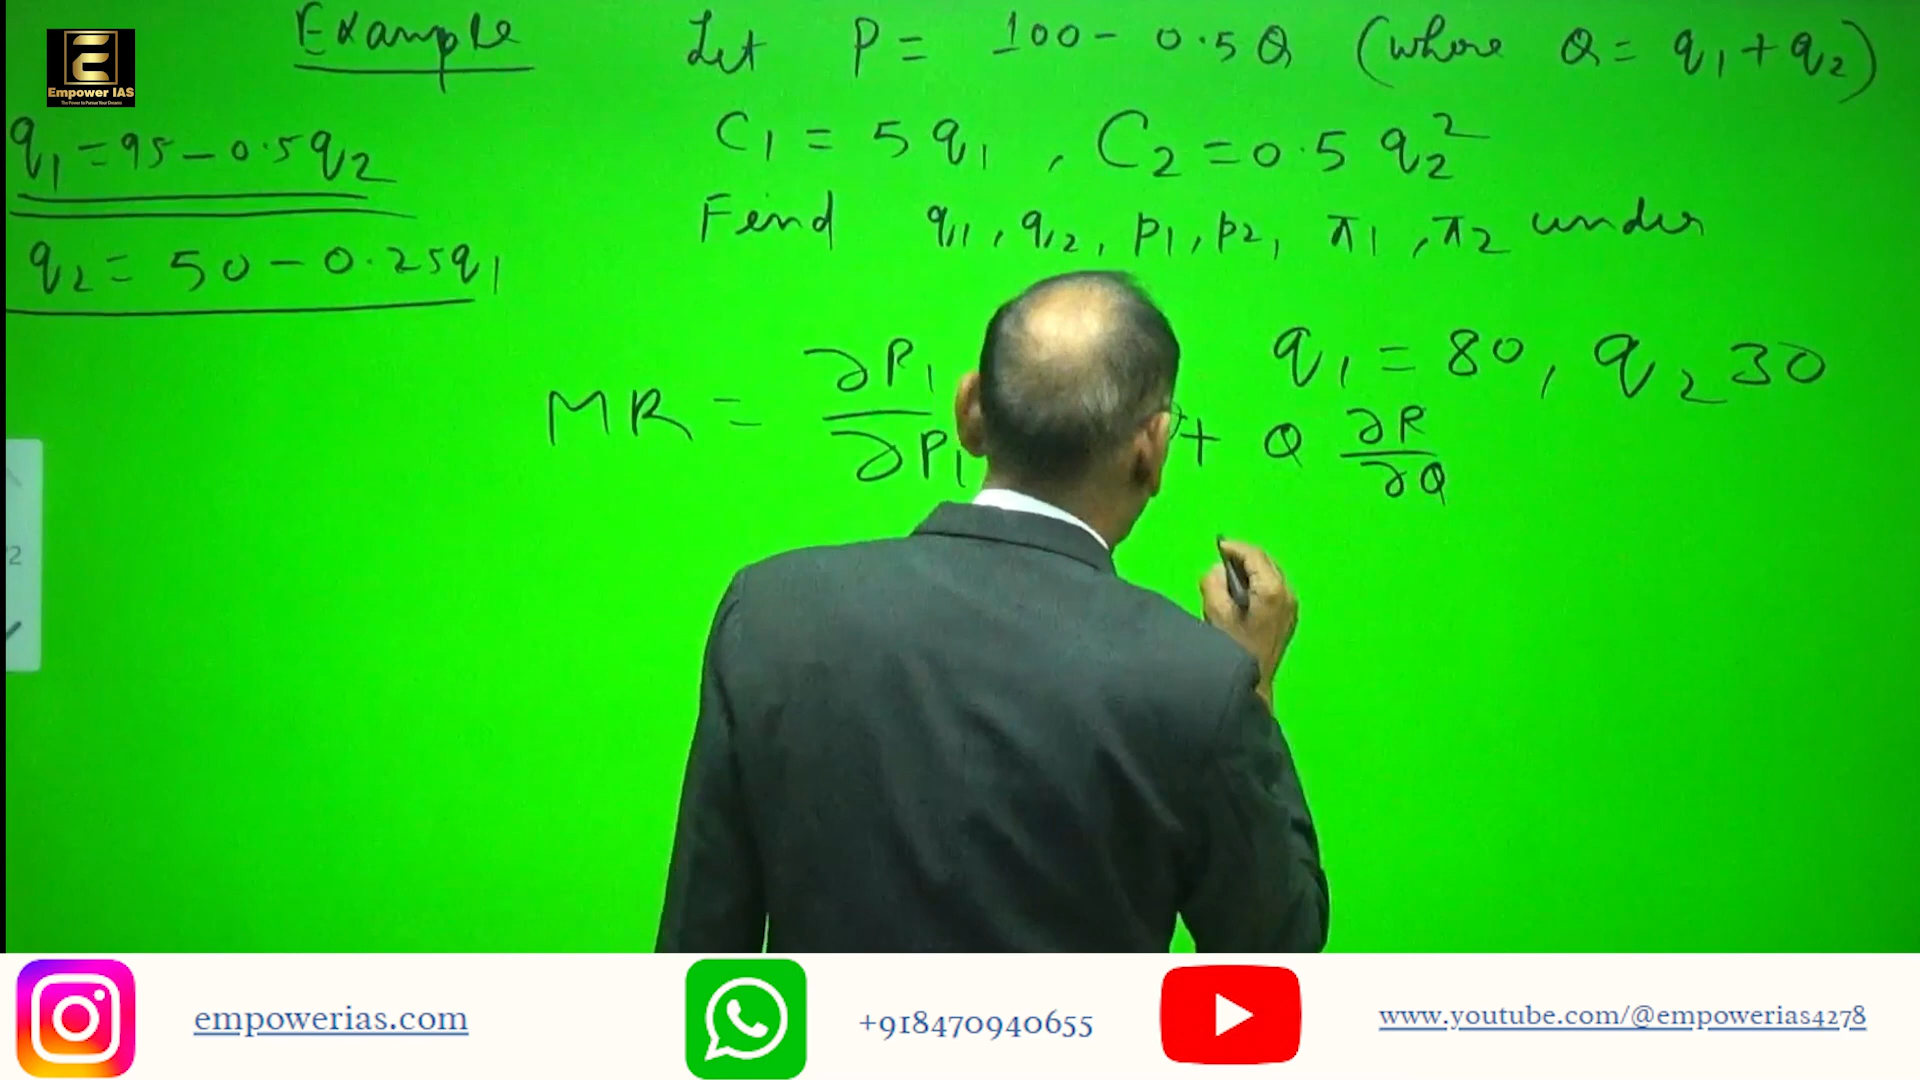 Example Let P = 100 - 0.5Q (where Q = q1 + q2)
Empower IAS
q1 = 95 - 0.5q2
C1 = 5q1 , C2 = 0.5 q2²
Find q1, q2, p1, p2, π1, π2 under
q2 = 50 - 0.25q1
q1 = 80, q2 30
MR = ∂P1/∂P1 + Q ∂P/∂Q
2
empowerias.com
+918470940655
www.youtube.com/@empowerias4278